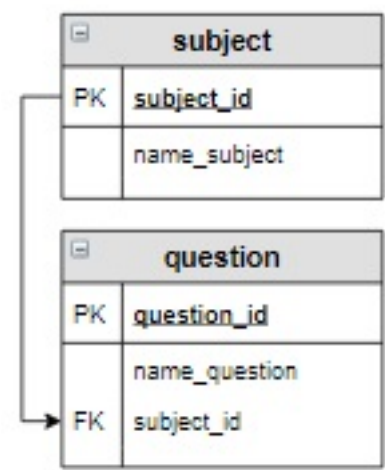 subject
PK subject_id
name_subject
question
PK question_id
name_question
FK subject_id